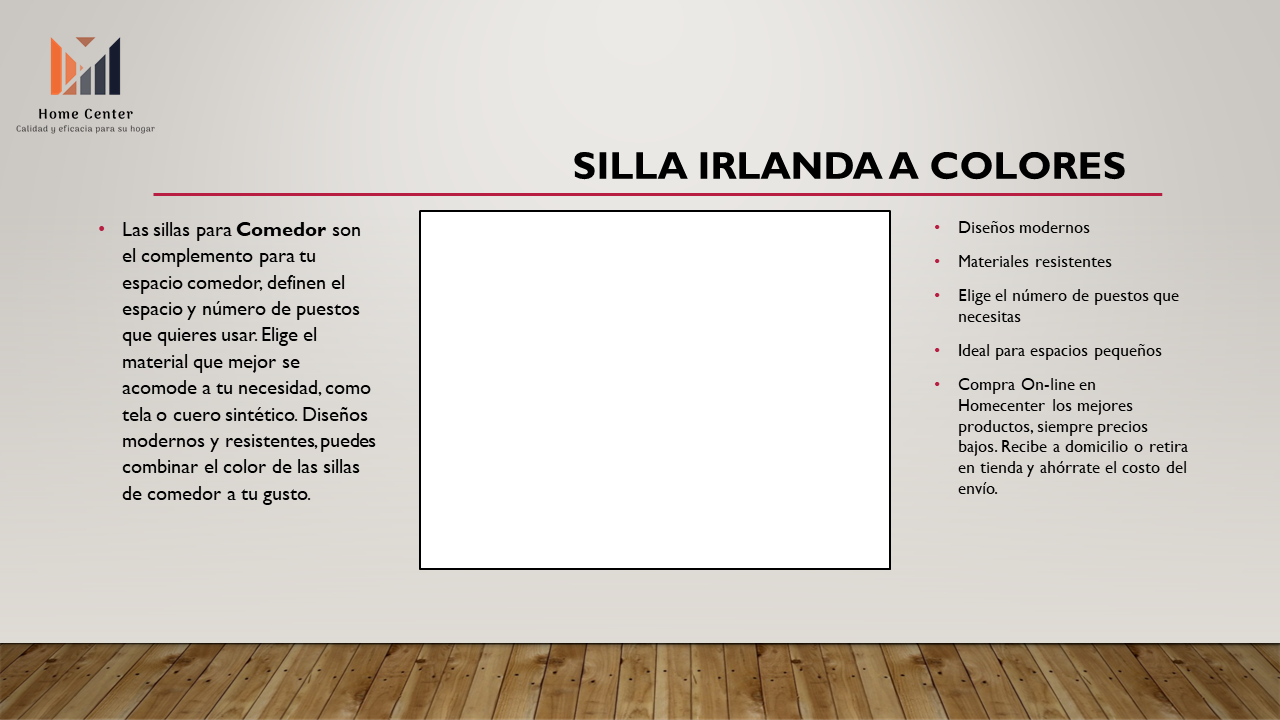 Home Center
Calidad y eficacia para su hogar
SILLA IRLANDA A COLORES
• Las sillas para Comedor son
el complemento para tu
espacio comedor, definen el
espacio y número de puestos
que quieres usar. Elige el
material que mejor se
acomode a tu necesidad, como
tela o cuero sintético. Diseños
modernos y resistentes, puedes
combinar el color de las sillas
de comedor a tu gusto.
• Diseños modernos
• Materiales resistentes
• Elige el número de puestos que
necesitas
• Ideal para espacios pequeños
• Compra On-line en
Homecenter los mejores
productos, siempre precios
bajos. Recibe a domicilio o retira
en tienda y ahórrate el costo del
envío.